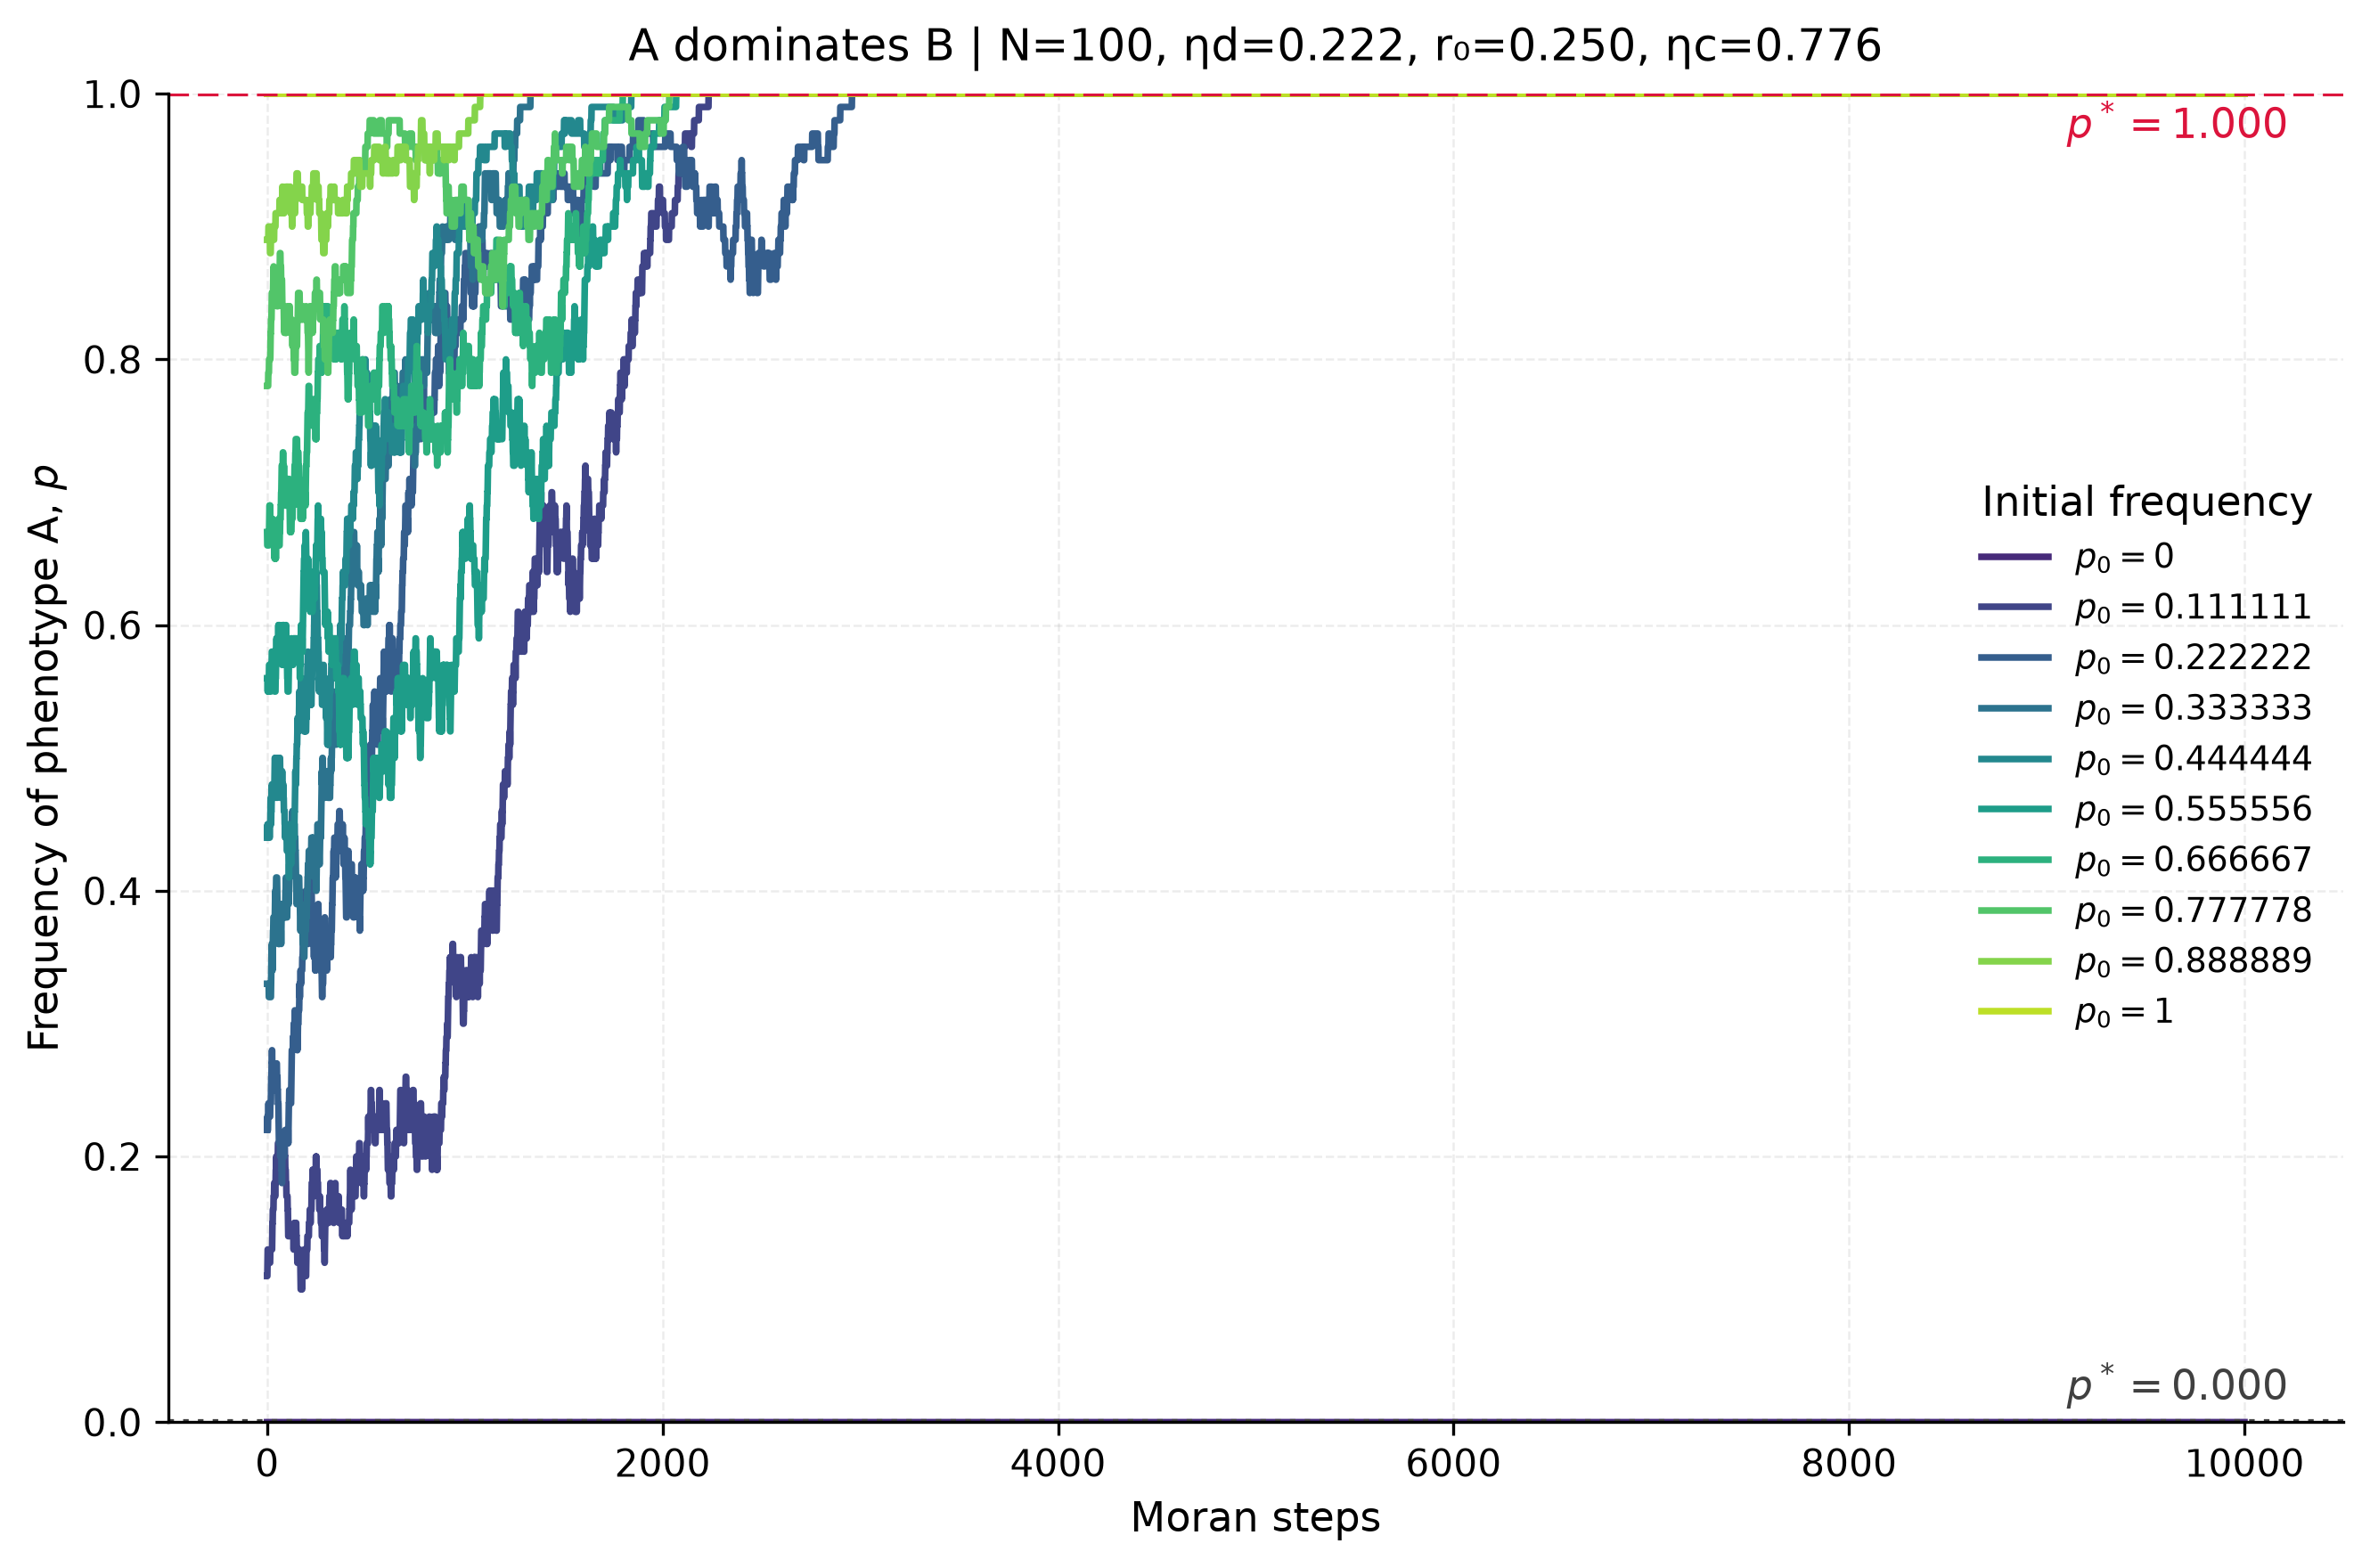 A dominates B | N=100, ηd=0.222, r₀=0.250, ηc=0.776
Frequency of phenotype A, p
1.0
0.8
0.6
0.4
0.2
0.0
p* = 1.000
Initial frequency
p₀ = 0
p₀ = 0.111111
p₀ = 0.222222
p₀ = 0.333333
p₀ = 0.444444
p₀ = 0.555556
p₀ = 0.666667
p₀ = 0.777778
p₀ = 0.888889
p₀ = 1
p* = 0.000
0 2000 4000 6000 8000 10000
Moran steps